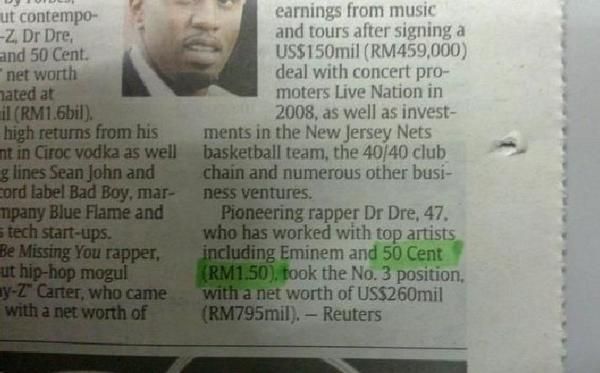 ut contempo-
-Z, Dr Dre,
and 50 Cent.
net worth
il (RM1.6bil),
high returns from his
nt in Ciroc vodka as well
g lines Sean John and
cord label Bad Boy, mar-
mpany Blue Flame and
s tech start-ups.
Be Missing You rapper,
ut hip-hop mogul
y-Z" Carter, who came
with a net worth of
earnings from music
and tours after signing a
US$150mil (RM459,000)
deal with concert pro-
moters Live Nation in
2008, as well as invest-
ments in the New Jersey Nets
basketball team, the 40/40 club
chain and numerous other busi-
ness ventures.
Pioneering rapper Dr Dre, 47,
who has worked with top artists
including Eminem and 50 Cent
(RM1.50), took the No. 3 position,
with a net worth of US$260mil
(RM795mil). — Reuters